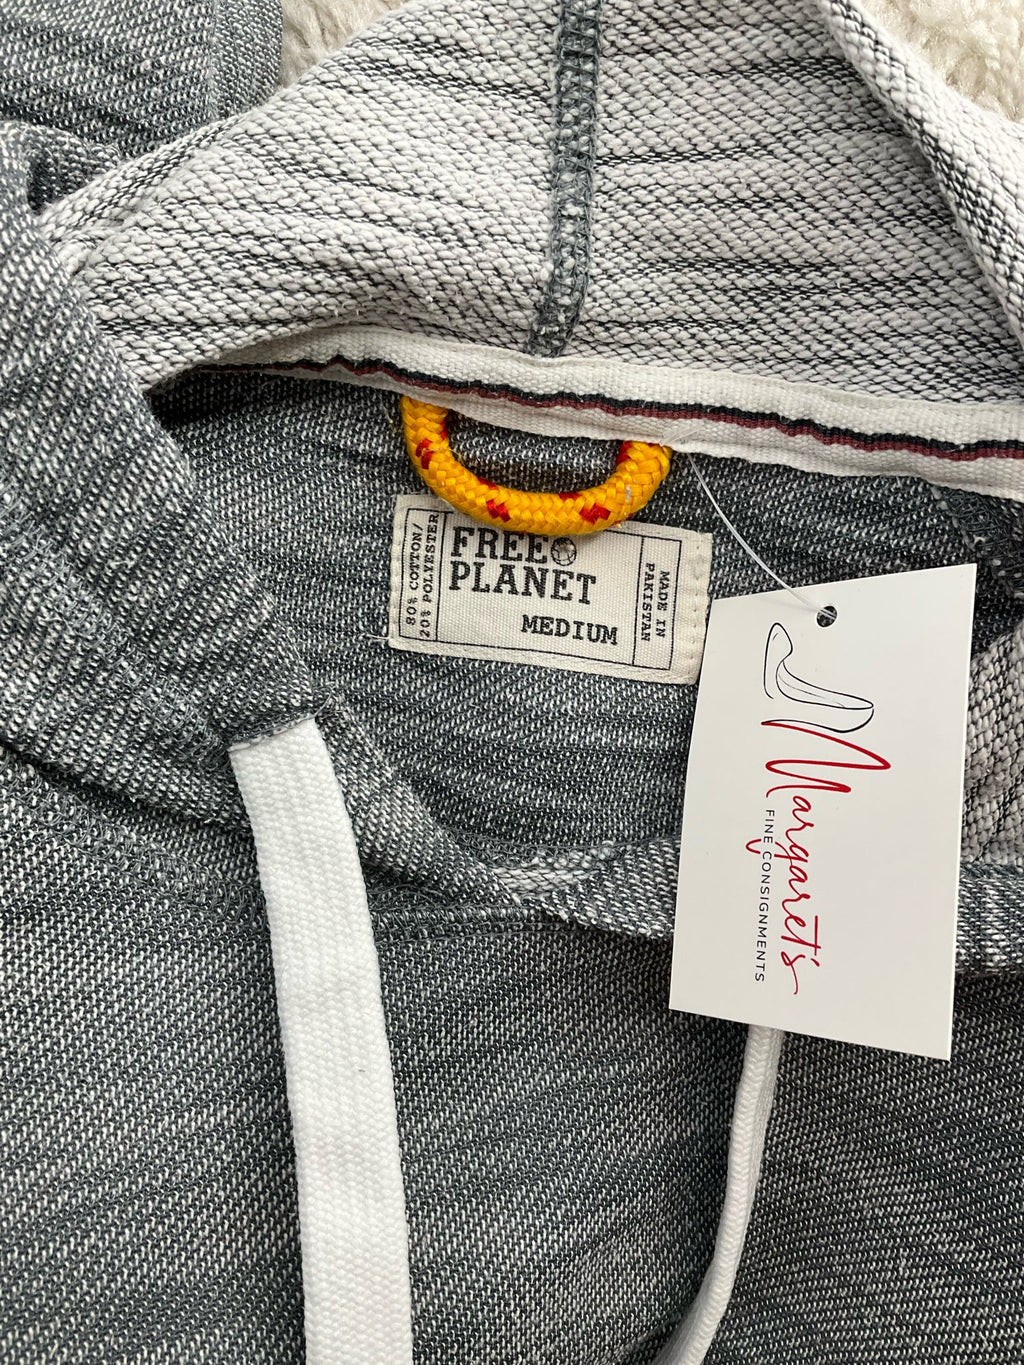 80% COTTON/
20% POLYESTER
FREE
PLANET
MEDIUM
MADE IN
PAKISTAN
Margaret's
FINE CONSIGNMENTS